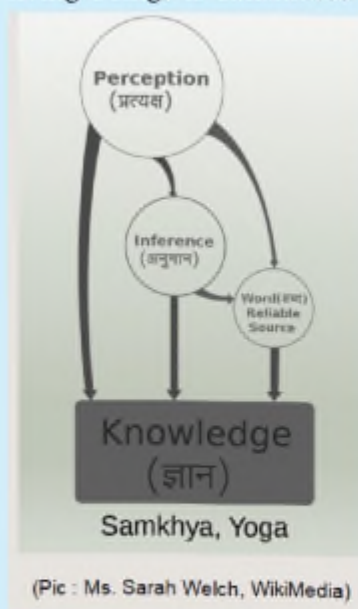 Perception
(प्रत्यक्ष)
Inference
(अनुमान)
Word(शब्द)
Reliable
Source
Knowledge
(ज्ञान)
Samkhya, Yoga
(Pic : Ms. Sarah Welch, WikiMedia)